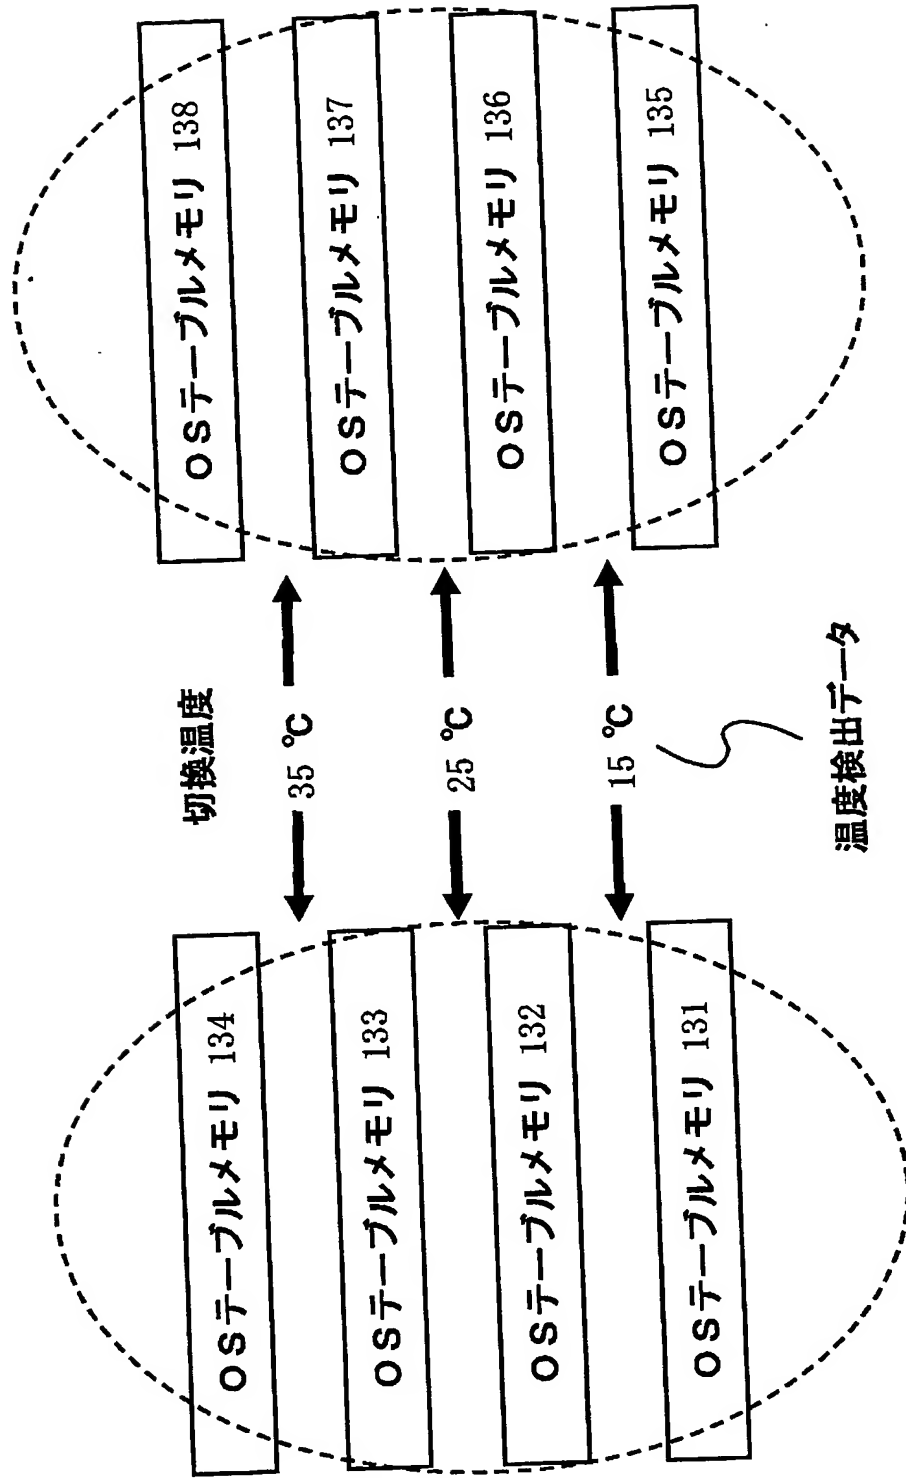 切換温度
OSテーブルメモリ 134
OSテーブルメモリ 133
OSテーブルメモリ 132
OSテーブルメモリ 131
35 ℃
25 ℃
15 ℃
温度検出データ
OSテーブルメモリ 138
OSテーブルメモリ 137
OSテーブルメモリ 136
OSテーブルメモリ 135